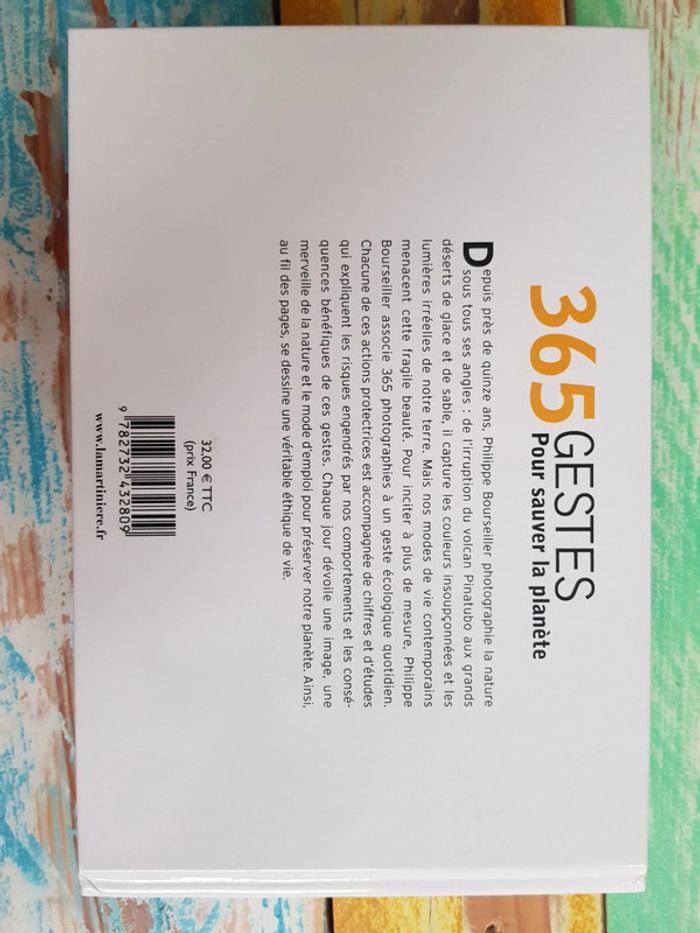 365 GESTES
Pour sauver la planète
Depuis près de quinze ans, Philippe Bourseiller photographie la nature
sous tous ses angles : de l'irruption du volcan Pinatubo aux grands
déserts de glace et de sable, il capture les couleurs insoupçonnées et les
lumières irréelles de notre terre. Mais nos modes de vie contemporains
menacent cette fragile beauté. Pour inciter à plus de mesure, Philippe
Bourseiller associe 365 photographies à un geste écologique quotidien.
Chacune de ces actions protectrices est accompagnée de chiffres et d'études
qui expliquent les risques engendrés par nos comportements et les consé-
quences bénéfiques de ces gestes. Chaque jour dévoile une image, une
merveille de la nature et le mode d'emploi pour préserver notre planète. Ainsi,
au fil des pages, se dessine une véritable éthique de vie.
32,00 € TTC
(prix France)
9 782732 432809
www.lamartiniere.fr